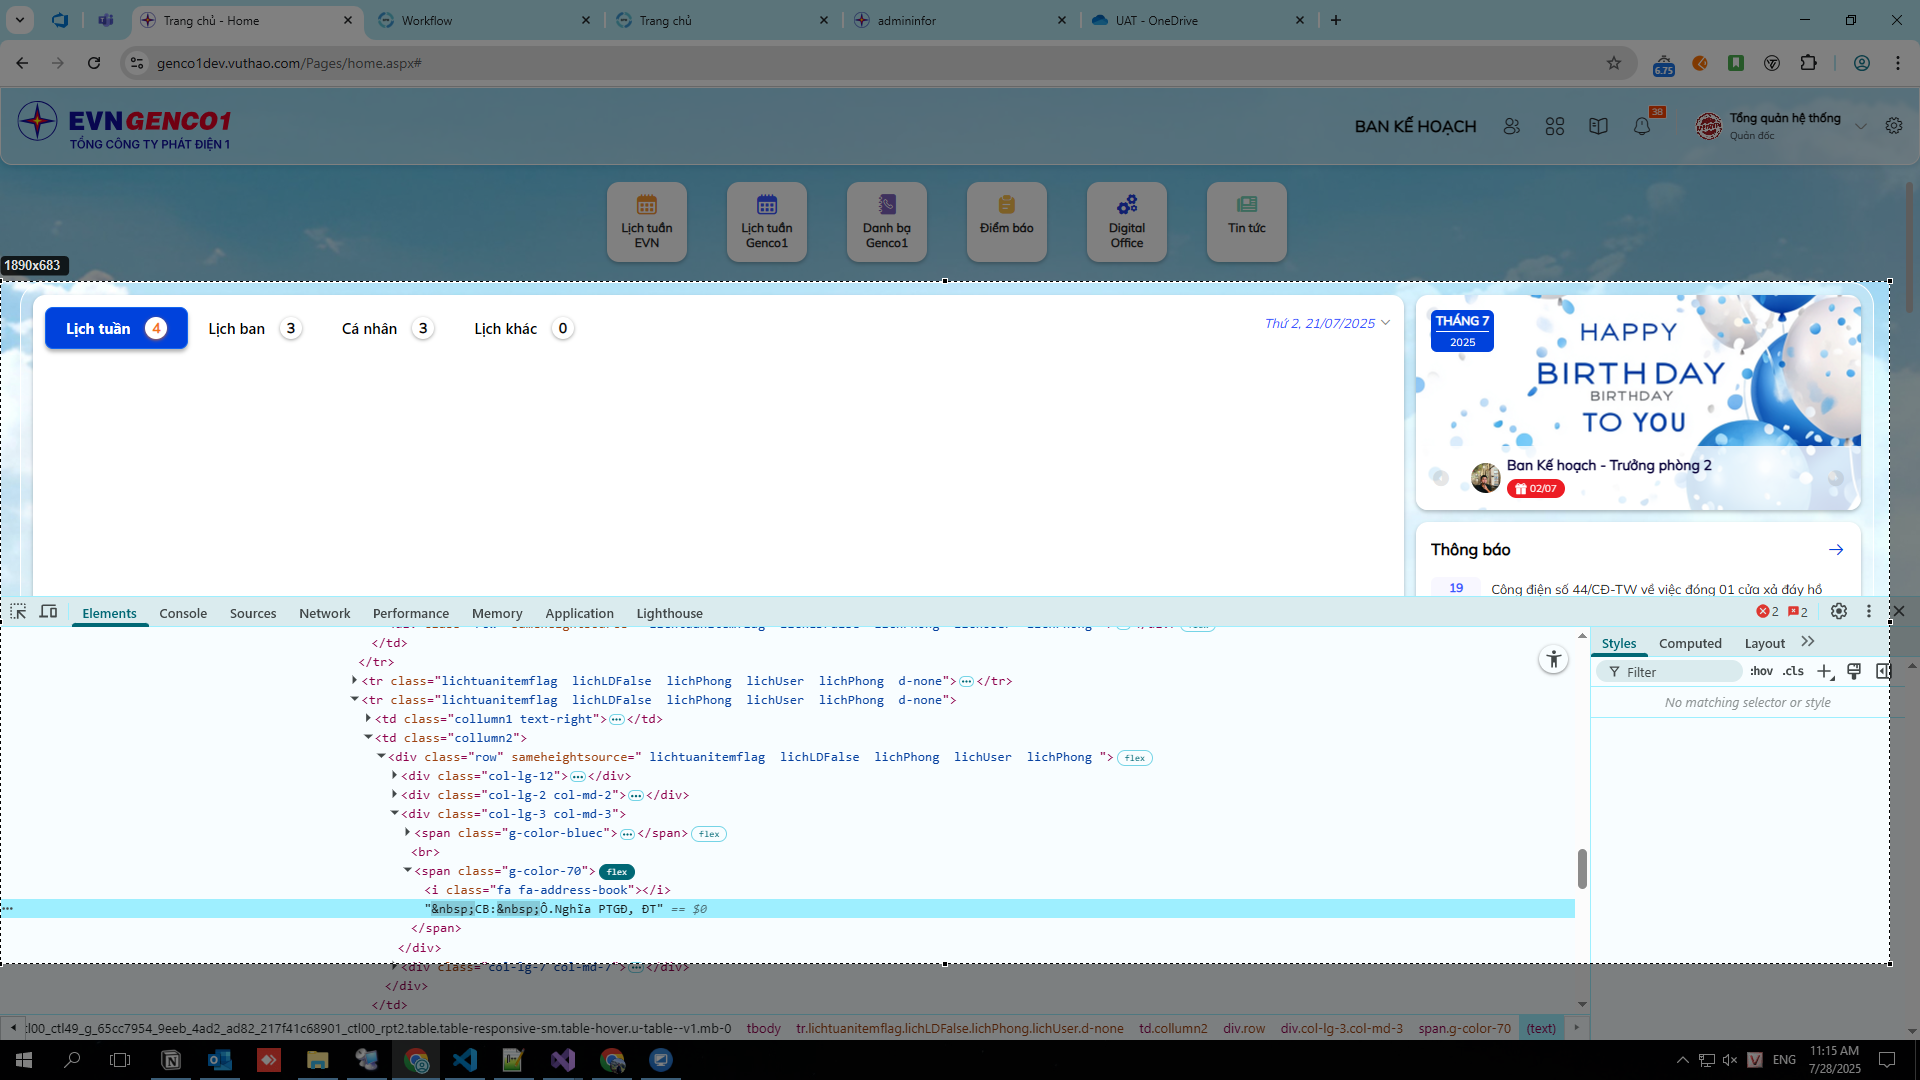 Trang chủ - Home
Workflow
Trang chủ
admininfor
UAT - OneDrive
genco1dev.vuthao.com/Pages/home.aspx#
6.75
EVNGENCO1
TỔNG CÔNG TY PHÁT ĐIỆN 1
BAN KẾ HOẠCH
38
Tổng quản hệ thống
Quản đốc
Lịch tuần EVN
Lịch tuần Genco1
Danh bạ Genco1
Điểm báo
Digital Office
Tin tức
1890x683
Lịch tuần 4
Lịch ban 3
Cá nhân 3
Lịch khác 0
Thứ 2, 21/07/2025
THÁNG 7
2025
HAPPY
BIRTHDAY
BIRTHDAY
TO YOU
Ban Kế hoạch - Trưởng phòng 2
02/07
Thông báo
19
Công điện số 44/CĐ-TW về việc đóng 01 cửa xả đáy hồ
Elements Console Sources Network Performance Memory Application Lighthouse
2 2
</td>
</tr>
<tr class="lichtuanitemflag lichLDFalse lichPhong lichUser lichPhong d-none">…</tr>
<tr class="lichtuanitemflag lichLDFalse lichPhong lichUser lichPhong d-none">
<td class="collumn1 text-right">…</td>
<td class="collumn2">
<div class="row" sameheightsource=" lichtuanitemflag lichLDFalse lichPhong lichUser lichPhong "> flex
<div class="col-lg-12">…</div>
<div class="col-lg-2 col-md-2">…</div>
<div class="col-lg-3 col-md-3">
<span class="g-color-bluec">…</span> flex
<br>
<span class="g-color-70"> flex
<i class="fa fa-address-book"></i>
"&nbsp;CB:&nbsp;Ô.Nghĩa PTGĐ, ĐT" == $0
</span>
</div>
<div class="col-lg-7 col-md-7">…</div>
</div>
</td>
Styles Computed Layout
Filter :hov .cls
No matching selector or style
:l00_ctl49_g_65cc7954_9eeb_4ad2_ad82_217f41c68901_ctl00_rpt2.table.table-responsive-sm.table-hover.u-table--v1.mb-0 tbody tr.lichtuanitemflag.lichLDFalse.lichPhong.lichUser.d-none td.collumn2 div.row div.col-lg-3.col-md-3 span.g-color-70 (text)
ENG
11:15 AM
7/28/2025